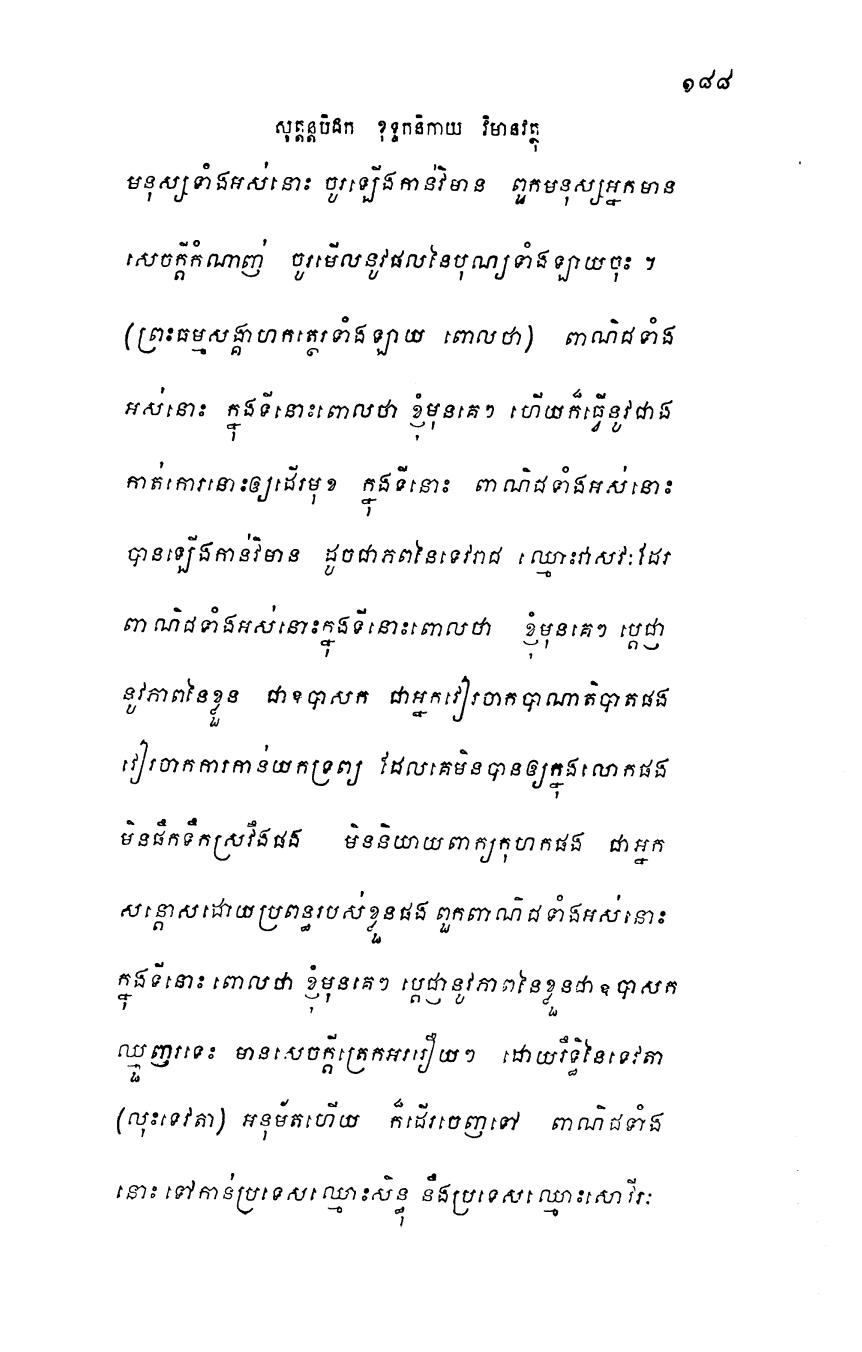 ១៨៨
សុត្តន្តបិដក ខុទ្ទកនិកាយ វិមានវត្ថុ
មនុស្សទាំងអស់នោះ ចូរឡើងកាន់វិមាន ពួកមនុស្សអ្នកមាន
សេចក្តីកំណាញ់ ចូរមើលនូវផលនៃបុណ្យទាំងឡាយចុះ ។
(ព្រះធម្មសង្គាហកត្ថេរទាំងឡាយ ពោលថា) ពាណិជទាំង
អស់នោះ ក្នុងទីនោះពោលថា ខ្ញុំមុនគេៗ ហើយក៏ធ្វើនូវជាង
កាត់កោរនោះឲ្យដើរមុខ ក្នុងទីនោះ ពាណិជទាំងអស់នោះ
បានឡើងកាន់វិមាន ដូចជាភពនៃទេវរាជ ឈ្មោះវាសវៈដែរ
ពាណិជទាំងអស់នោះក្នុងទីនោះពោលថា ខ្ញុំមុនគេៗ ប្តេជ្ញា
នូវភាពនៃខ្លួន ជាឧបាសក ជាអ្នកវៀរចាកបាណាតិបាតផង
វៀរចាកការកាន់យកទ្រព្យ ដែលគេមិនបានឲ្យក្នុងលោកផង
មិនផឹកទឹកស្រវឹងផង មិននិយាយពាក្យកុហកផង ជាអ្នក
សន្តោសដោយប្រពន្ធរបស់ខ្លួនផង ពួកពាណិជទាំងអស់នោះ
ក្នុងទីនោះ ពោលថា ខ្ញុំមុនគេៗ ប្តេជ្ញានូវភាពនៃខ្លួនជាឧបាសក
ឈ្មួញរទេះ មានសេចក្តីត្រេកអររឿយៗ ដោយឫទ្ធិនៃទេវតា
(លុះទេវតា) អនុម័តហើយ ក៏ដើរចេញទៅ ពាណិជទាំង
នោះ ទៅកាន់ប្រទេសឈ្មោះសិន្ធុ នឹងប្រទេសឈ្មោះសោវីរៈ